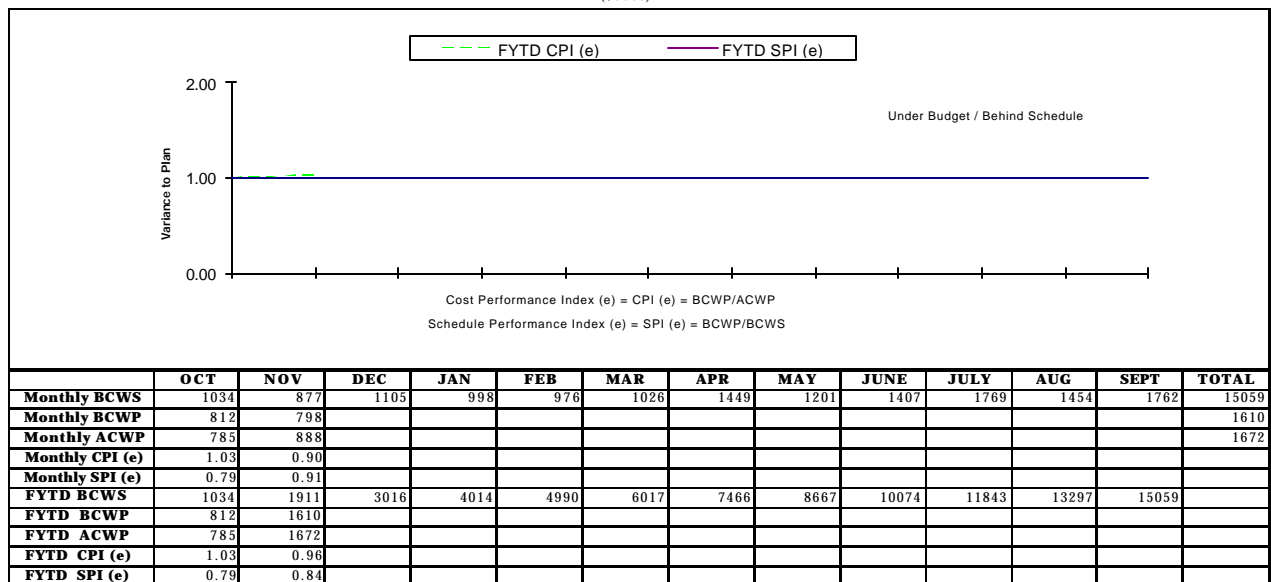 FYTD CPI (e) FYTD SPI (e)
2.00
Under Budget / Behind Schedule
Variance to Plan
1.00
0.00
Cost Performance Index (e) = CPI (e) = BCWP/ACWP
Schedule Performance Index (e) = SPI (e) = BCWP/BCWS
OCT NOV DEC JAN FEB MAR APR MAY JUNE JULY AUG SEPT TOTAL
Monthly BCWS 1034 877 1105 998 976 1026 1449 1201 1407 1769 1454 1762 15059
Monthly BCWP 812 798 1610
Monthly ACWP 785 888 1672
Monthly CPI (e) 1.03 0.90
Monthly SPI (e) 0.79 0.91
FYTD BCWS 1034 1911 3016 4014 4990 6017 7466 8667 10074 11843 13297 15059
FYTD BCWP 812 1610
FYTD ACWP 785 1672
FYTD CPI (e) 1.03 0.96
FYTD SPI (e) 0.79 0.84